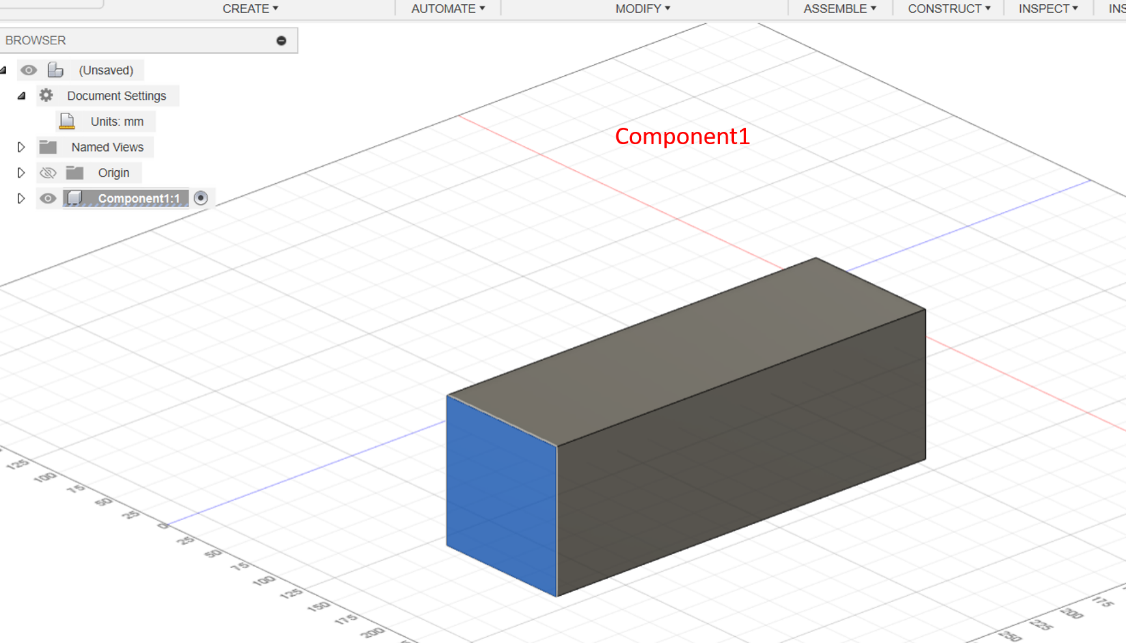 CREATE AUTOMATE MODIFY ASSEMBLE CONSTRUCT INSPECT INS
BROWSER
(Unsaved)
Document Settings
Units: mm
Named Views
Origin
Component1:1
Component1
125
100
75
50
25
0
25
50
75
100
125
150
175
200
250
225
200
175